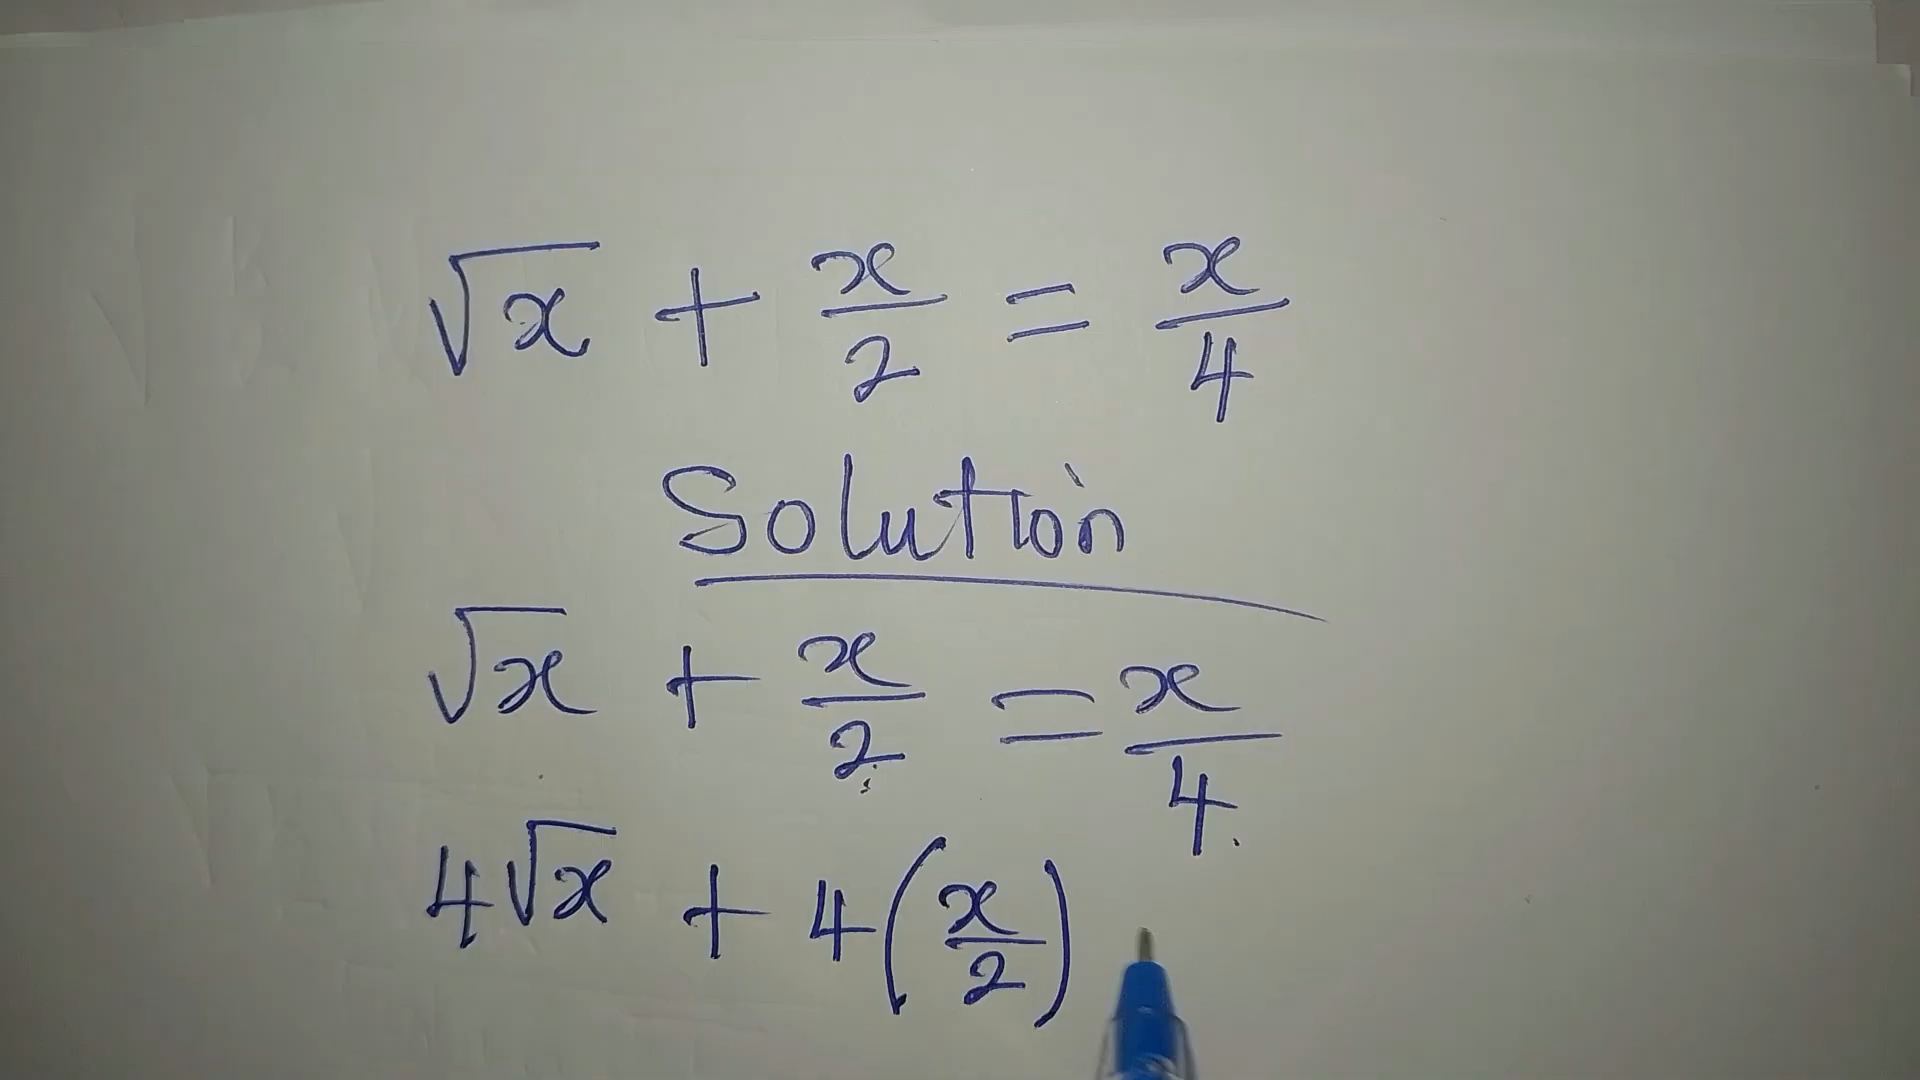 √x + x/2 = x/4
Solution
√x + x/2 = x/4
4√x + 4(x/2)